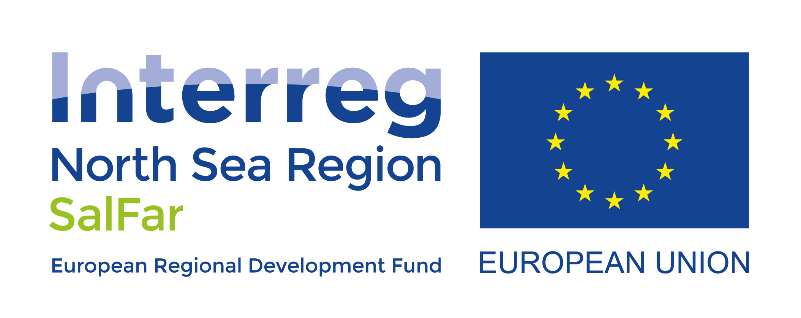 Interreg
North Sea Region
SalFar
European Regional Development Fund
EUROPEAN UNION